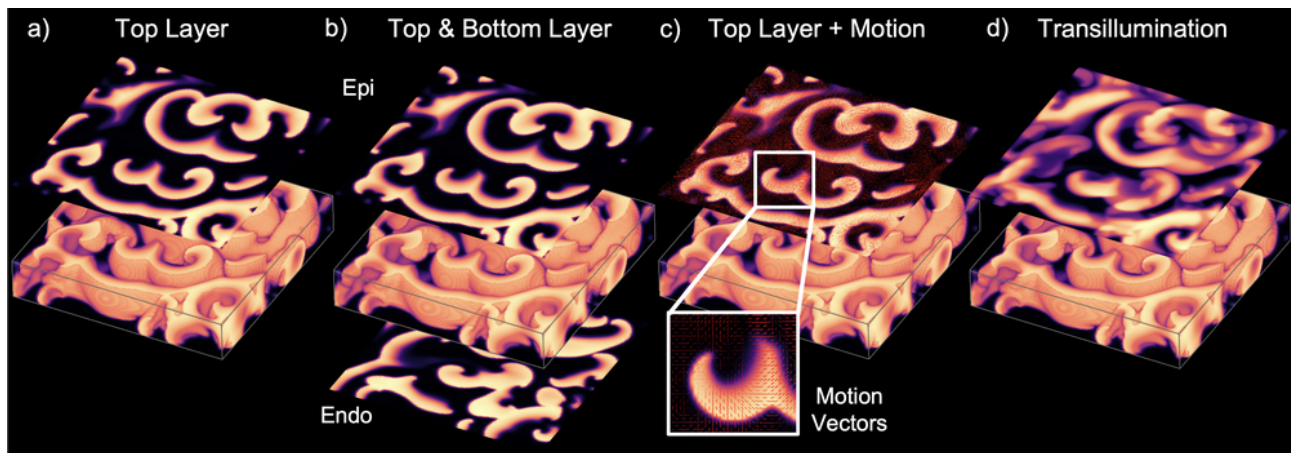 a) Top Layer
b) Top & Bottom Layer
c) Top Layer + Motion
d) Transillumination
Epi
Endo
Motion
Vectors